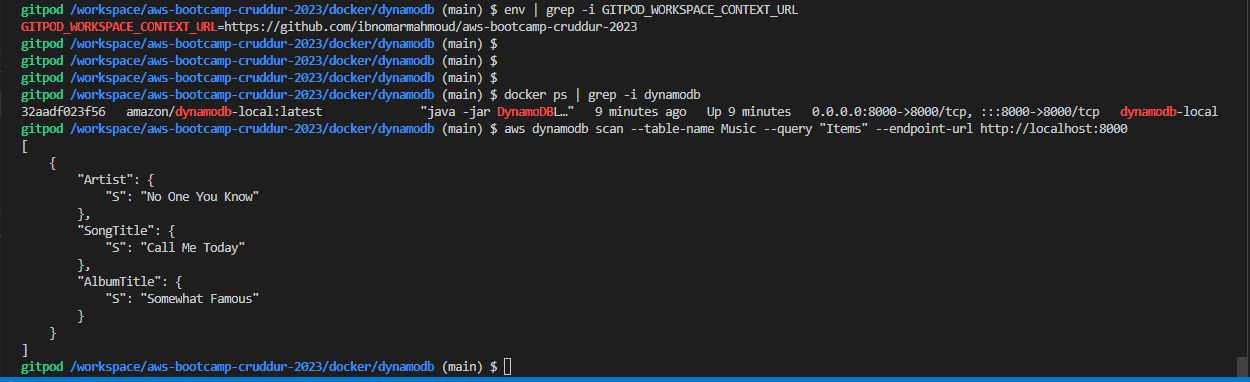 gitpod /workspace/aws-bootcamp-cruddur-2023/docker/dynamodb (main) $ env | grep -i GITPOD_WORKSPACE_CONTEXT_URL
GITPOD_WORKSPACE_CONTEXT_URL=https://github.com/ibnomarmahmoud/aws-bootcamp-cruddur-2023
gitpod /workspace/aws-bootcamp-cruddur-2023/docker/dynamodb (main) $
gitpod /workspace/aws-bootcamp-cruddur-2023/docker/dynamodb (main) $
gitpod /workspace/aws-bootcamp-cruddur-2023/docker/dynamodb (main) $
gitpod /workspace/aws-bootcamp-cruddur-2023/docker/dynamodb (main) $ docker ps | grep -i dynamodb
32aadf023f56   amazon/dynamodb-local:latest              "java -jar DynamoDBL…"   9 minutes ago   Up 9 minutes   0.0.0.0:8000->8000/tcp, :::8000->8000/tcp   dynamodb-local
gitpod /workspace/aws-bootcamp-cruddur-2023/docker/dynamodb (main) $ aws dynamodb scan --table-name Music --query "Items" --endpoint-url http://localhost:8000
[
    {
        "Artist": {
            "S": "No One You Know"
        },
        "SongTitle": {
            "S": "Call Me Today"
        },
        "AlbumTitle": {
            "S": "Somewhat Famous"
        }
    }
]
gitpod /workspace/aws-bootcamp-cruddur-2023/docker/dynamodb (main) $